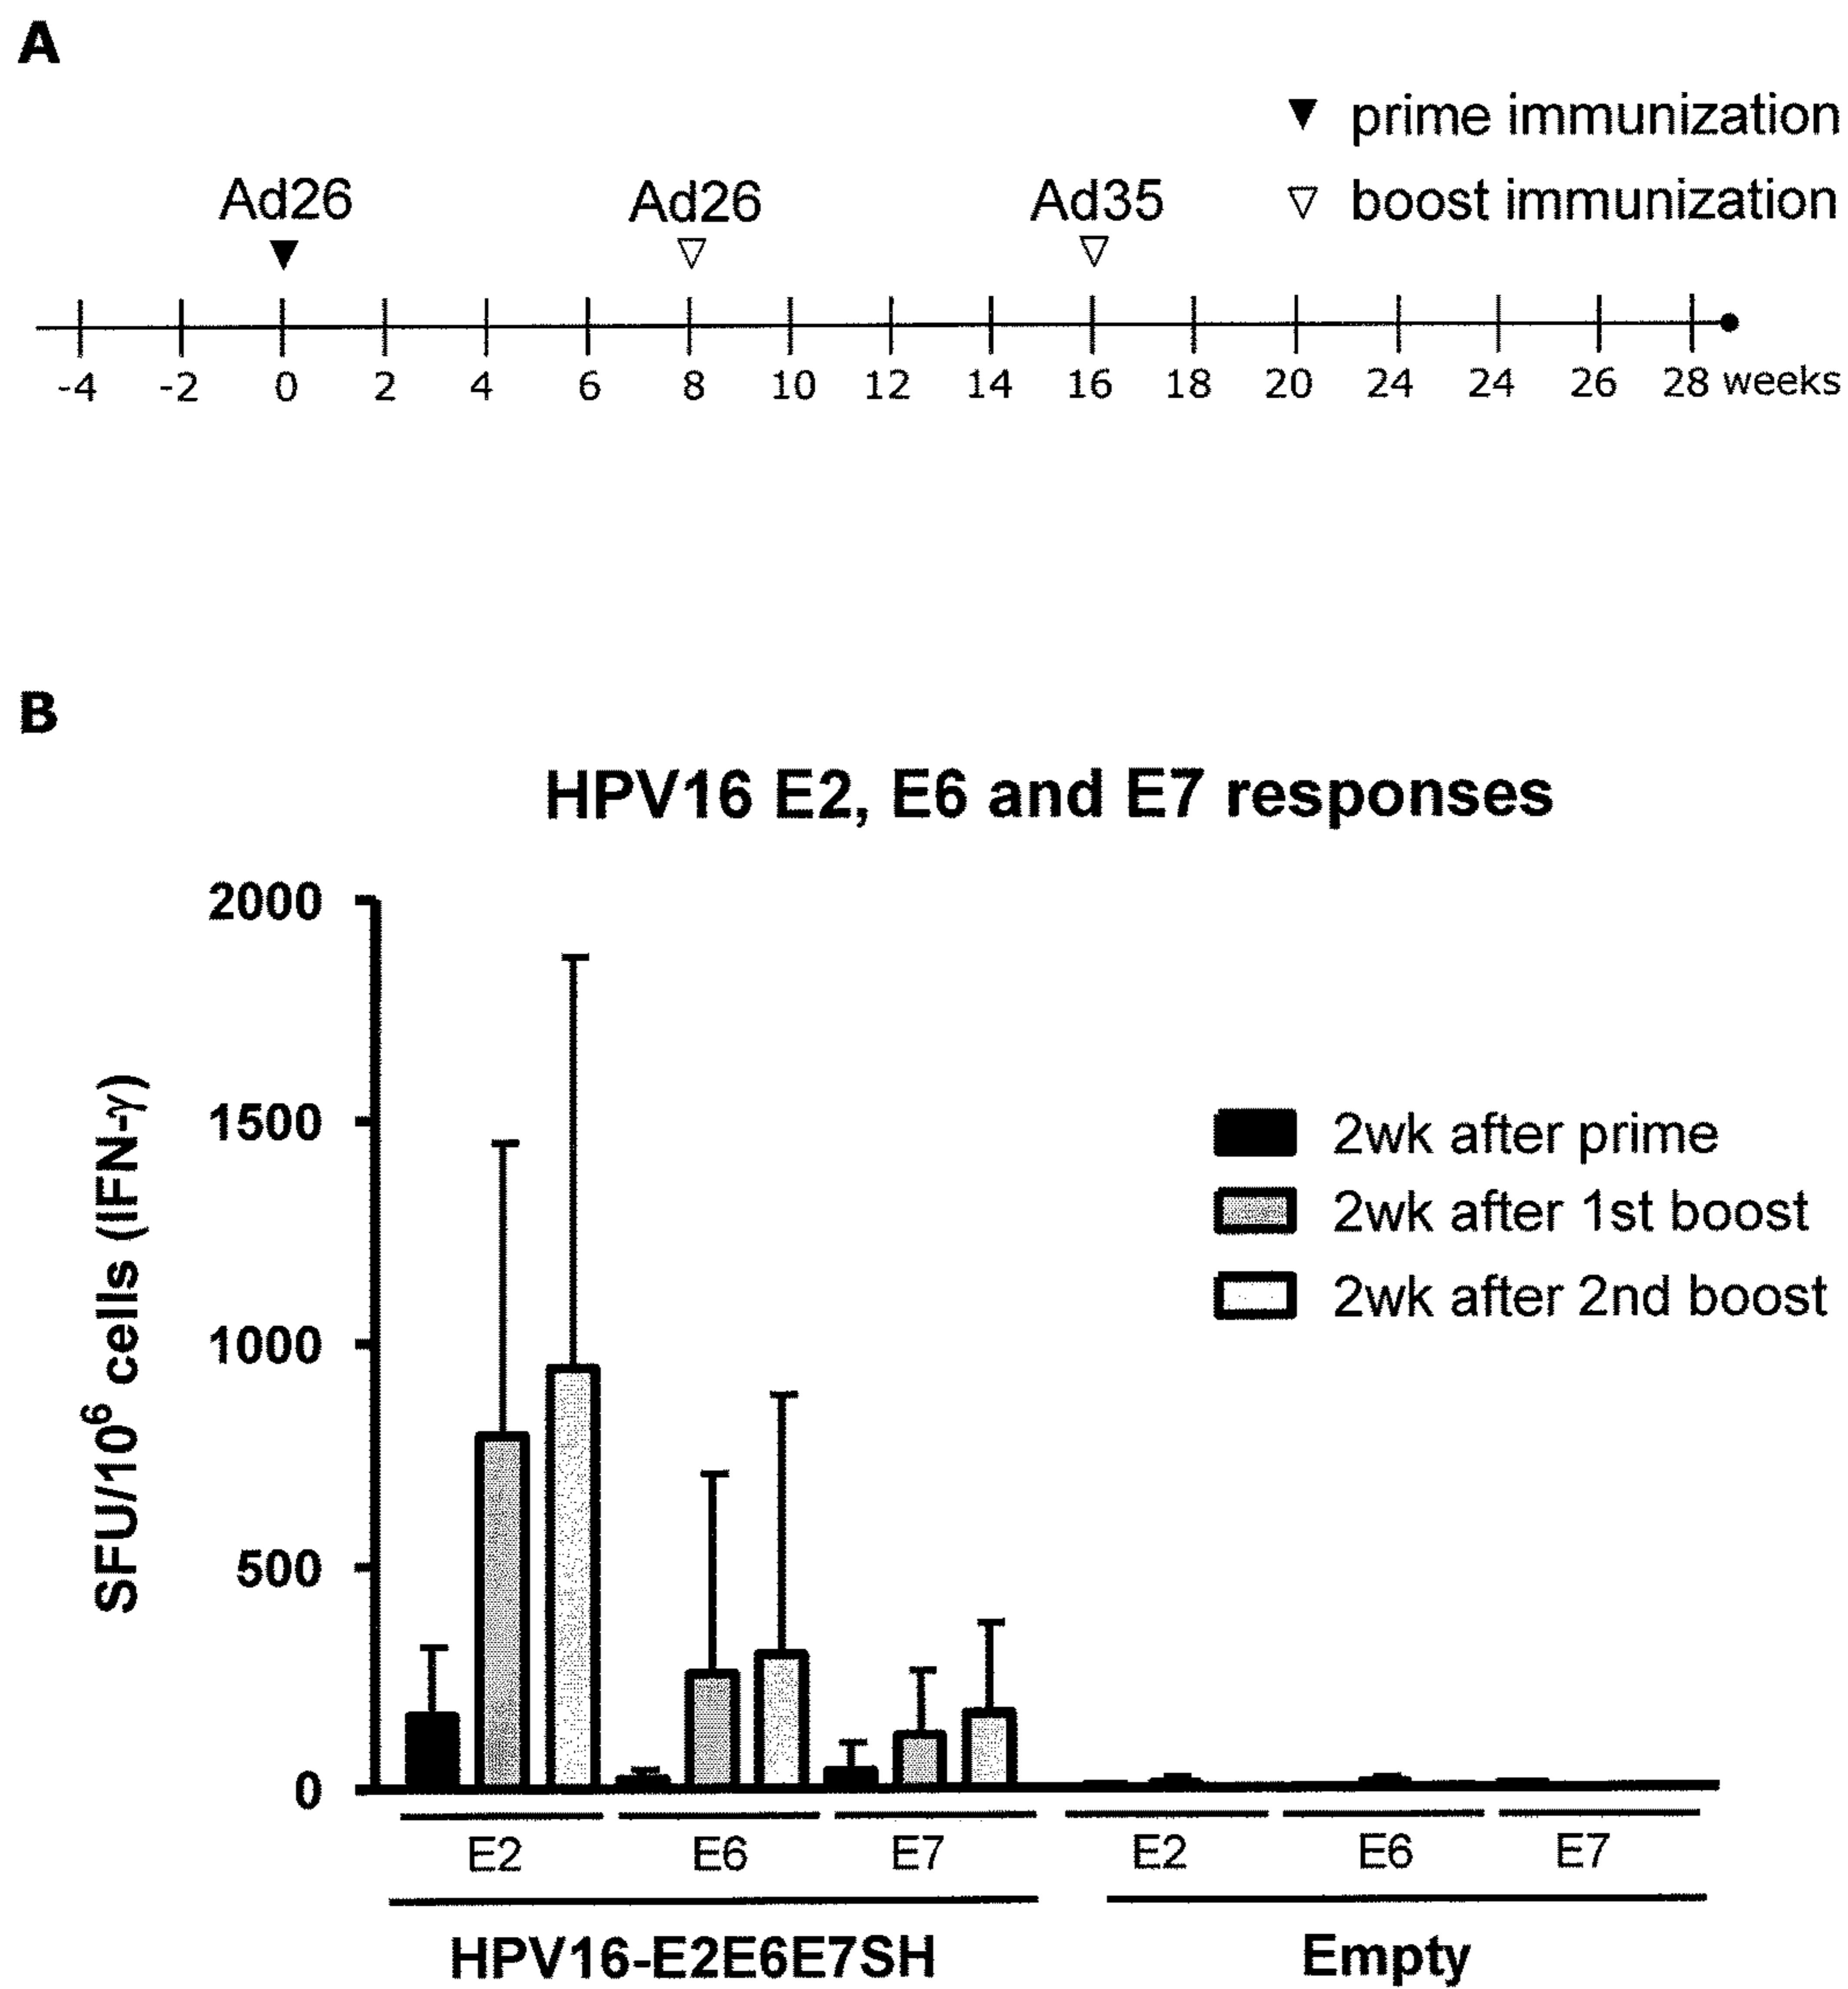 A
▼ prime immunization
▽ boost immunization
Ad26 Ad26 Ad35
-4 -2 0 2 4 6 8 10 12 14 16 18 20 24 24 26 28 weeks
B
HPV16 E2, E6 and E7 responses
SFU/10⁶ cells (IFN-γ)
2000
1500
1000
500
0
2wk after prime
2wk after 1st boost
2wk after 2nd boost
E2 E6 E7 E2 E6 E7
HPV16-E2E6E7SH Empty